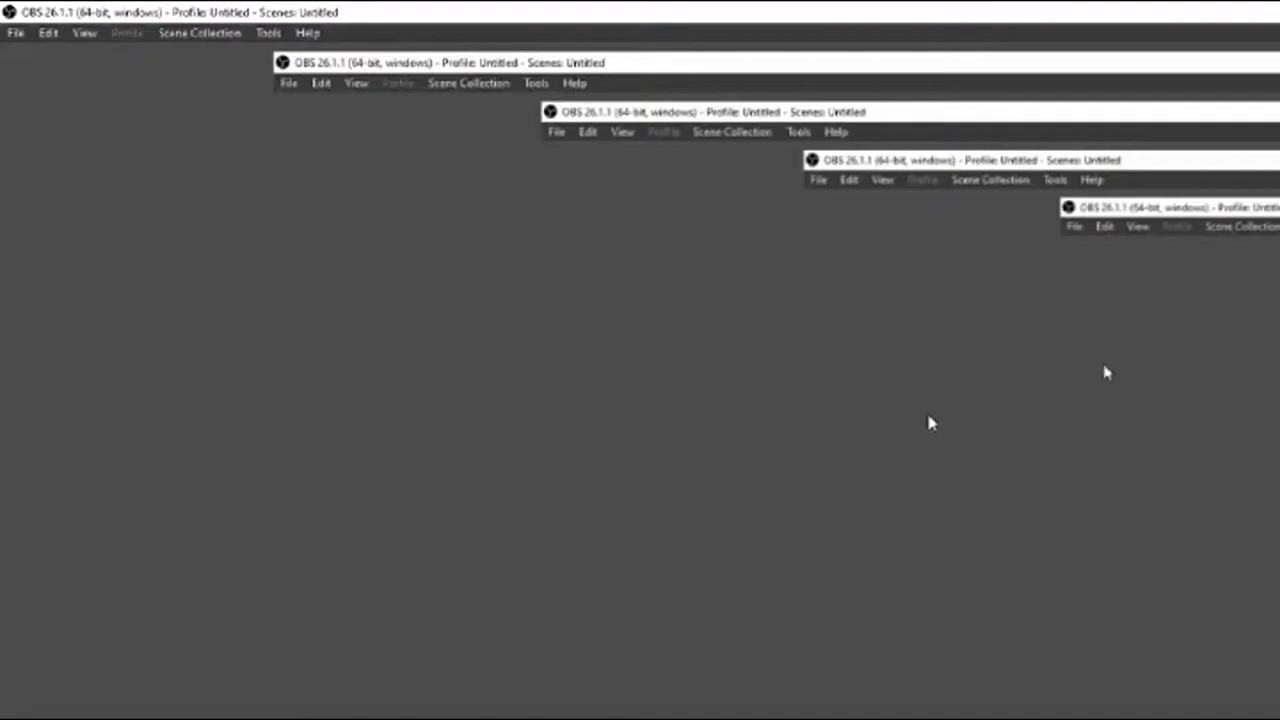 OBS 26.1.1 (64-bit, windows) - Profile: Untitled - Scenes: Untitled
File Edit View Profile Scene Collection Tools Help
OBS 26.1.1 (64-bit, windows) - Profile: Untitled - Scenes: Untitled
File Edit View Profile Scene Collection Tools Help
OBS 26.1.1 (64-bit, windows) - Profile: Untitled - Scenes: Untitled
File Edit View Profile Scene Collection Tools Help
OBS 26.1.1 (64-bit, windows) - Profile: Untitled - Scenes: Untitled
File Edit View Profile Scene Collection Tools Help
OBS 26.1.1 (64-bit, windows) - Profile: Untitl
File Edit View Profile Scene Collection